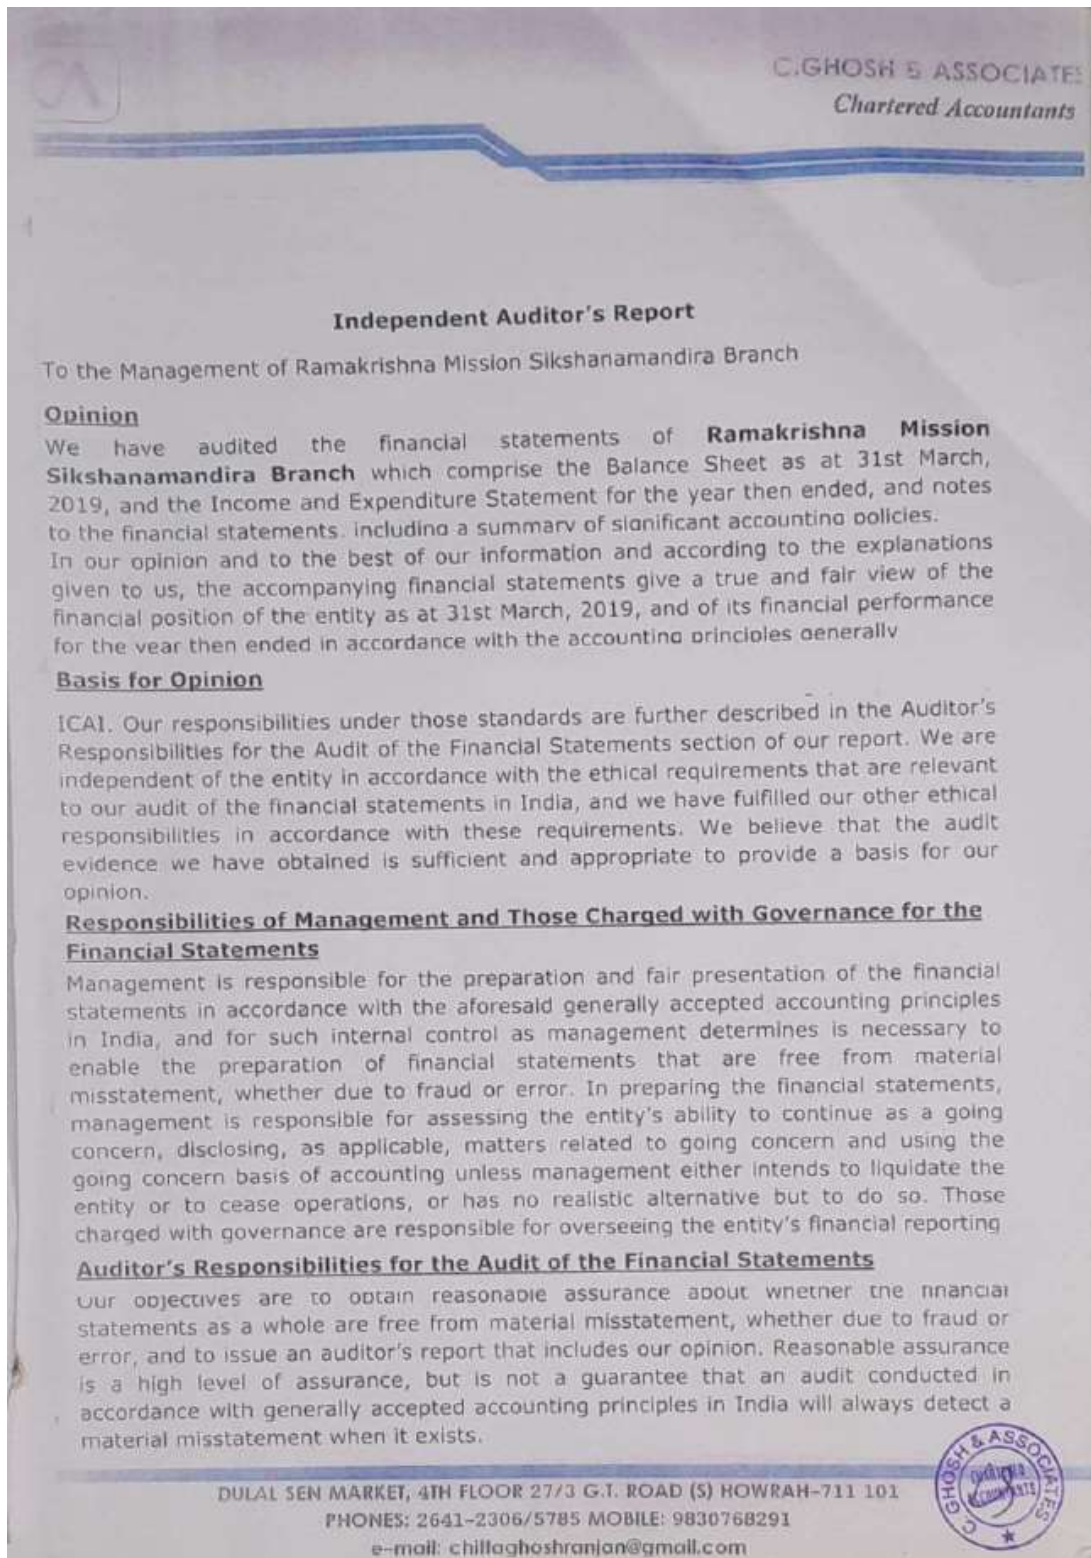 CA
C.GHOSH & ASSOCIATES
Chartered Accountants
Independent Auditor's Report
To the Management of Ramakrishna Mission Sikshanamandira Branch
Opinion
We have audited the financial statements of Ramakrishna Mission
Sikshanamandira Branch which comprise the Balance Sheet as at 31st March,
2019, and the Income and Expenditure Statement for the year then ended, and notes
to the financial statements, including a summary of significant accounting policies.
In our opinion and to the best of our information and according to the explanations
given to us, the accompanying financial statements give a true and fair view of the
financial position of the entity as at 31st March, 2019, and of its financial performance
for the year then ended in accordance with the accounting principles generally
Basis for Opinion
ICAI. Our responsibilities under those standards are further described in the Auditor's
Responsibilities for the Audit of the Financial Statements section of our report. We are
independent of the entity in accordance with the ethical requirements that are relevant
to our audit of the financial statements in India, and we have fulfilled our other ethical
responsibilities in accordance with these requirements. We believe that the audit
evidence we have obtained is sufficient and appropriate to provide a basis for our
opinion.
Responsibilities of Management and Those Charged with Governance for the
Financial Statements
Management is responsible for the preparation and fair presentation of the financial
statements in accordance with the aforesaid generally accepted accounting principles
in India, and for such internal control as management determines is necessary to
enable the preparation of financial statements that are free from material
misstatement, whether due to fraud or error. In preparing the financial statements,
management is responsible for assessing the entity's ability to continue as a going
concern, disclosing, as applicable, matters related to going concern and using the
going concern basis of accounting unless management either intends to liquidate the
entity or to cease operations, or has no realistic alternative but to do so. Those
charged with governance are responsible for overseeing the entity's financial reporting
Auditor's Responsibilities for the Audit of the Financial Statements
Our objectives are to obtain reasonable assurance about whether the financial
statements as a whole are free from material misstatement, whether due to fraud or
error, and to issue an auditor's report that includes our opinion. Reasonable assurance
is a high level of assurance, but is not a guarantee that an audit conducted in
accordance with generally accepted accounting principles in India will always detect a
material misstatement when it exists.
C. GHOSH & ASSOCIATES
CHARTERED
ACCOUNTANTS
DULAL SEN MARKET, 4TH FLOOR 27/3 G.T. ROAD (S) HOWRAH-711 101
PHONES: 2641-2306/5785 MOBILE: 9830768291
e-mail: chittaghoshranjan@gmail.com